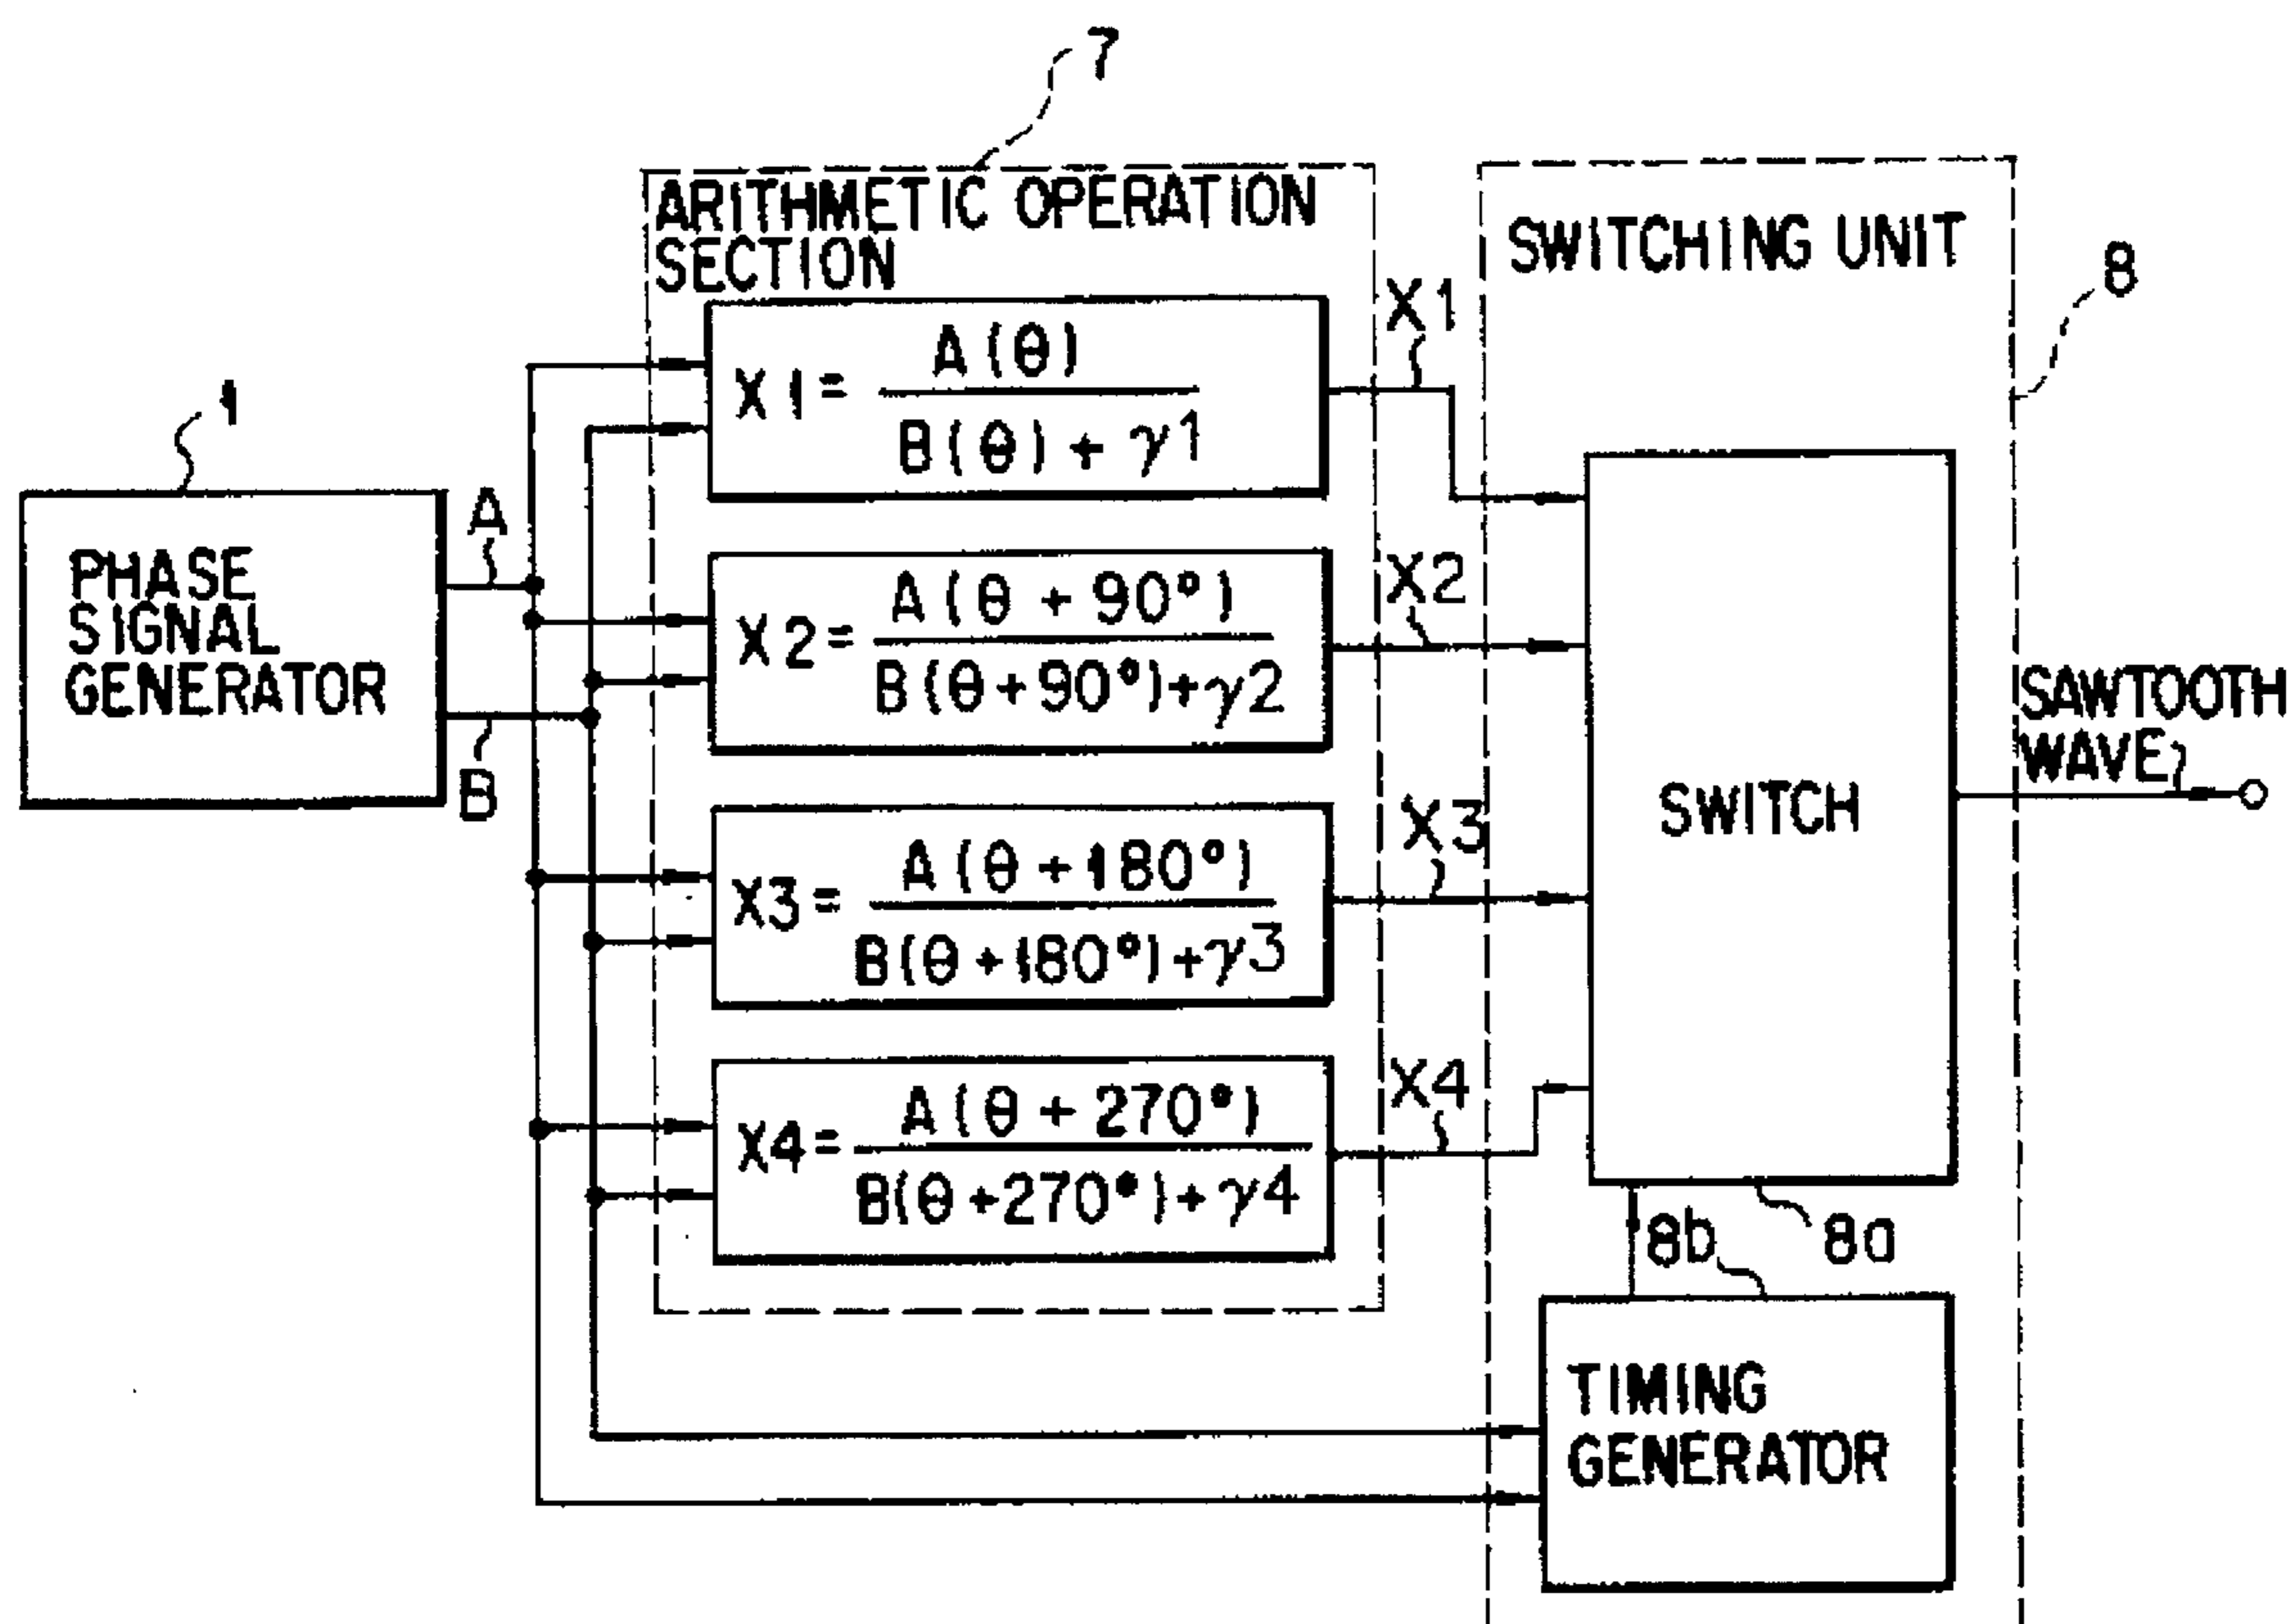 7
ARITHMETIC OPERATION
SECTION
SWITCHING UNIT
8
1
PHASE
SIGNAL
GENERATOR
A
B
X1= A(θ)
B(θ)+γ1
X1
X2= A(θ+90°)
B(θ+90°)+γ2
X2
X3= A(θ+180°)
B(θ+180°)+γ3
X3
X4= A(θ+270°)
B(θ+270°)+γ4
X4
SWITCH
SAWTOOTH
WAVE
8b
8a
TIMING
GENERATOR